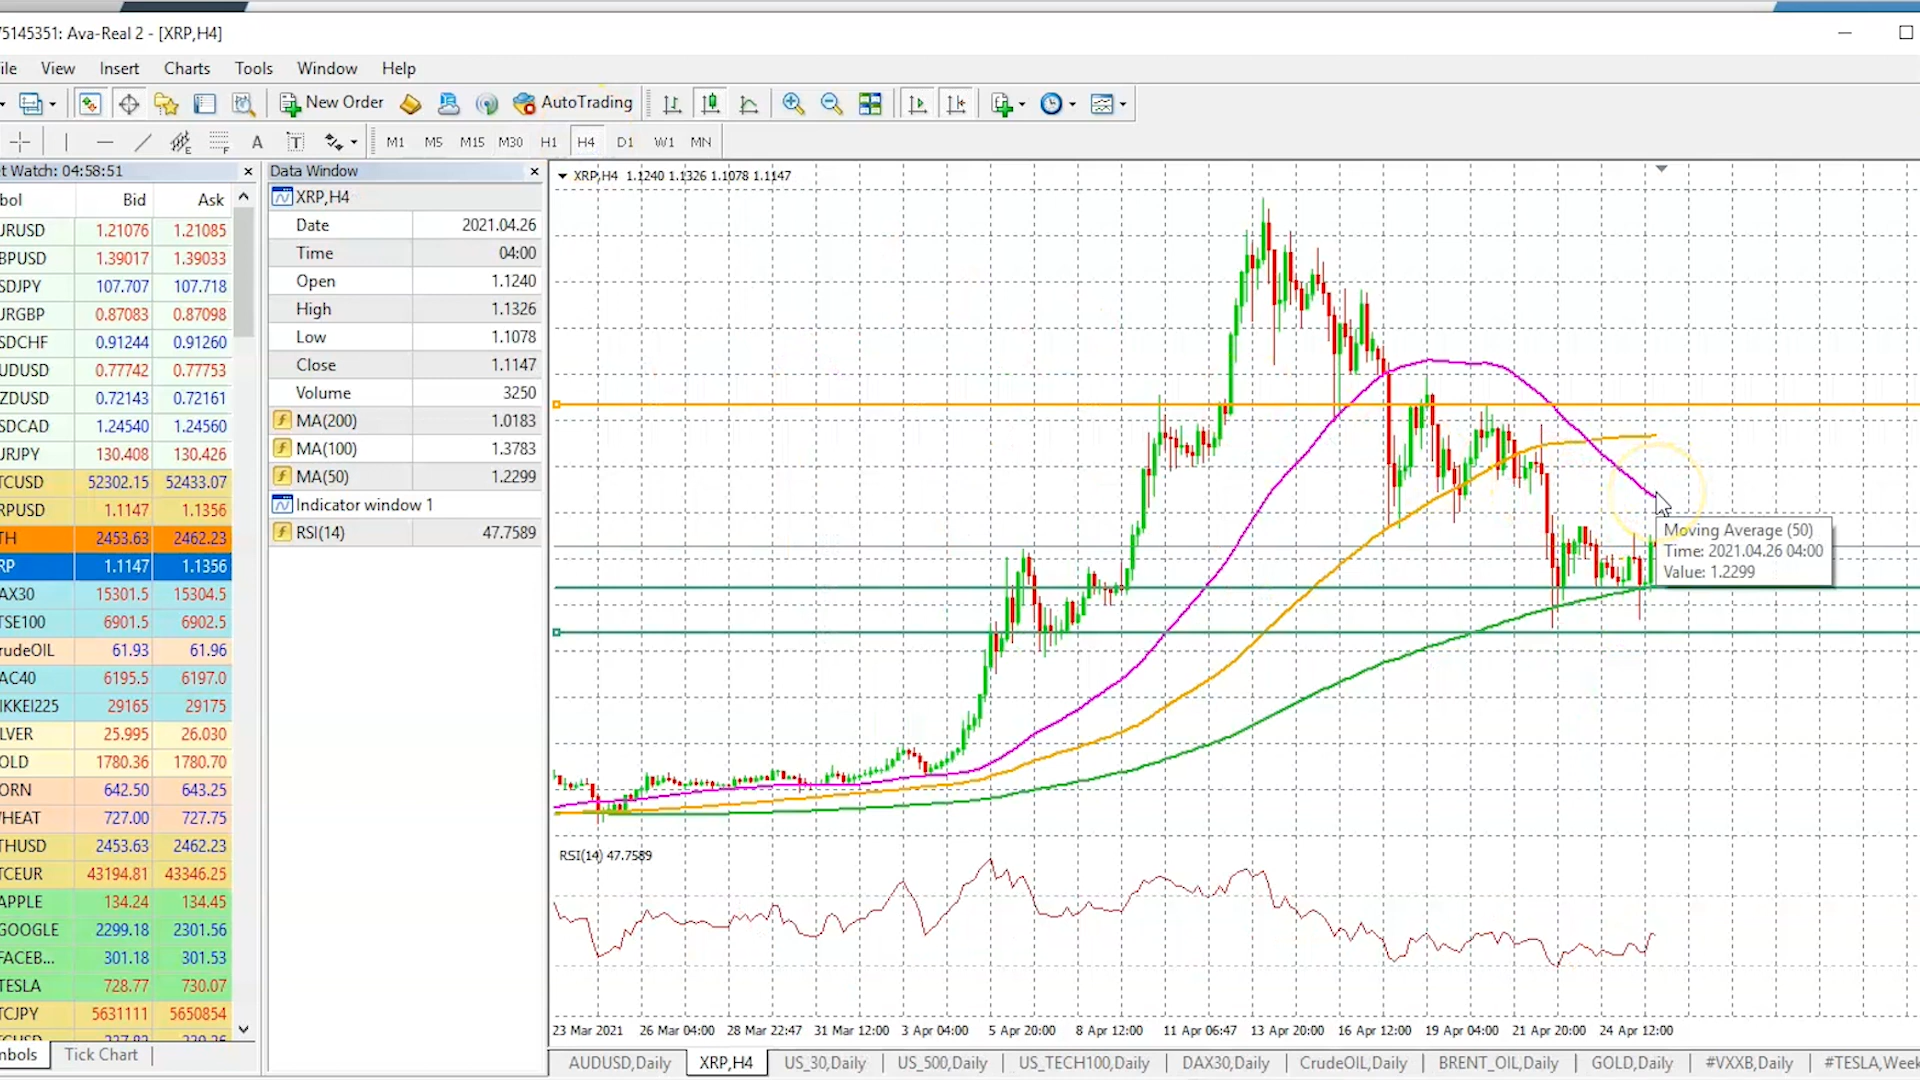 75145351: Ava-Real 2 - [XRP,H4]
ile View Insert Charts Tools Window Help
New Order AutoTrading
M1 M5 M15 M30 H1 H4 D1 W1 MN
t Watch: 04:58:51
bol Bid Ask
URUSD 1.21076 1.21085
BPUSD 1.39017 1.39033
SDJPY 107.707 107.718
URGBP 0.87083 0.87098
SDCHF 0.91244 0.91260
UDUSD 0.77742 0.77753
ZDUSD 0.72143 0.72161
SDCAD 1.24540 1.24560
URJPY 130.408 130.426
TCUSD 52302.15 52433.07
RPUSD 1.1147 1.1356
TH 2453.63 2462.23
RP 1.1147 1.1356
AX30 15301.5 15304.5
TSE100 6901.5 6902.5
rudeOIL 61.93 61.96
AC40 6195.5 6197.0
IKKEI225 29165 29175
LVER 25.995 26.030
OLD 1780.36 1780.70
ORN 642.50 643.25
HEAT 727.00 727.75
THUSD 2453.63 2462.23
TCEUR 43194.81 43346.25
APPLE 134.24 134.45
GOOGLE 2299.18 2301.56
FACEB... 301.18 301.53
TESLA 728.77 730.07
TCJPY 5631111 5650854
mbols Tick Chart
Data Window
XRP,H4
Date 2021.04.26
Time 04:00
Open 1.1240
High 1.1326
Low 1.1078
Close 1.1147
Volume 3250
MA(200) 1.0183
MA(100) 1.3783
MA(50) 1.2299
Indicator window 1
RSI(14) 47.7589
XRP,H4 1.1240 1.1326 1.1078 1.1147
Moving Average (50)
Time: 2021.04.26 04:00
Value: 1.2299
RSI(14) 47.7589
23 Mar 2021 26 Mar 04:00 28 Mar 22:47 31 Mar 12:00 3 Apr 04:00 5 Apr 20:00 8 Apr 12:00 11 Apr 06:47 13 Apr 20:00 16 Apr 12:00 19 Apr 04:00 21 Apr 20:00 24 Apr 12:00
AUDUSD,Daily XRP,H4 US_30,Daily US_500,Daily US_TECH100,Daily DAX30,Daily CrudeOIL,Daily BRENT_OIL,Daily GOLD,Daily #VXXB,Daily #TESLA,Week